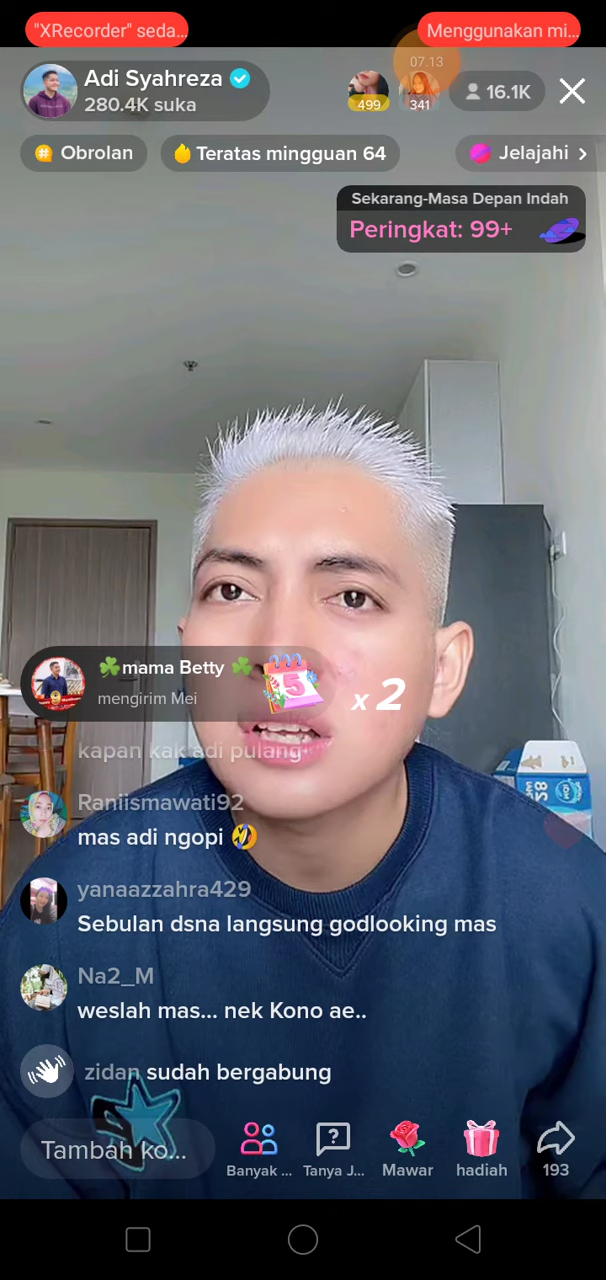 "XRecorder" seda...
Menggunakan mi...
07.13
Adi Syahreza
280.4K suka
499
341
16.1K
Obrolan
Teratas mingguan 64
Jelajahi >
Sekarang-Masa Depan Indah
Peringkat: 99+
☘️mama Betty ☘️
mengirim Mei
5
x 2
kapan kak adi pulang
Raniismawati92
mas adi ngopi 🤣
yanaazzahra429
Sebulan dsna langsung godlooking mas
Na2_M
weslah mas... nek Kono ae..
zidan sudah bergabung
Tambah ko...
Banyak ...
Tanya J...
Mawar
hadiah
193